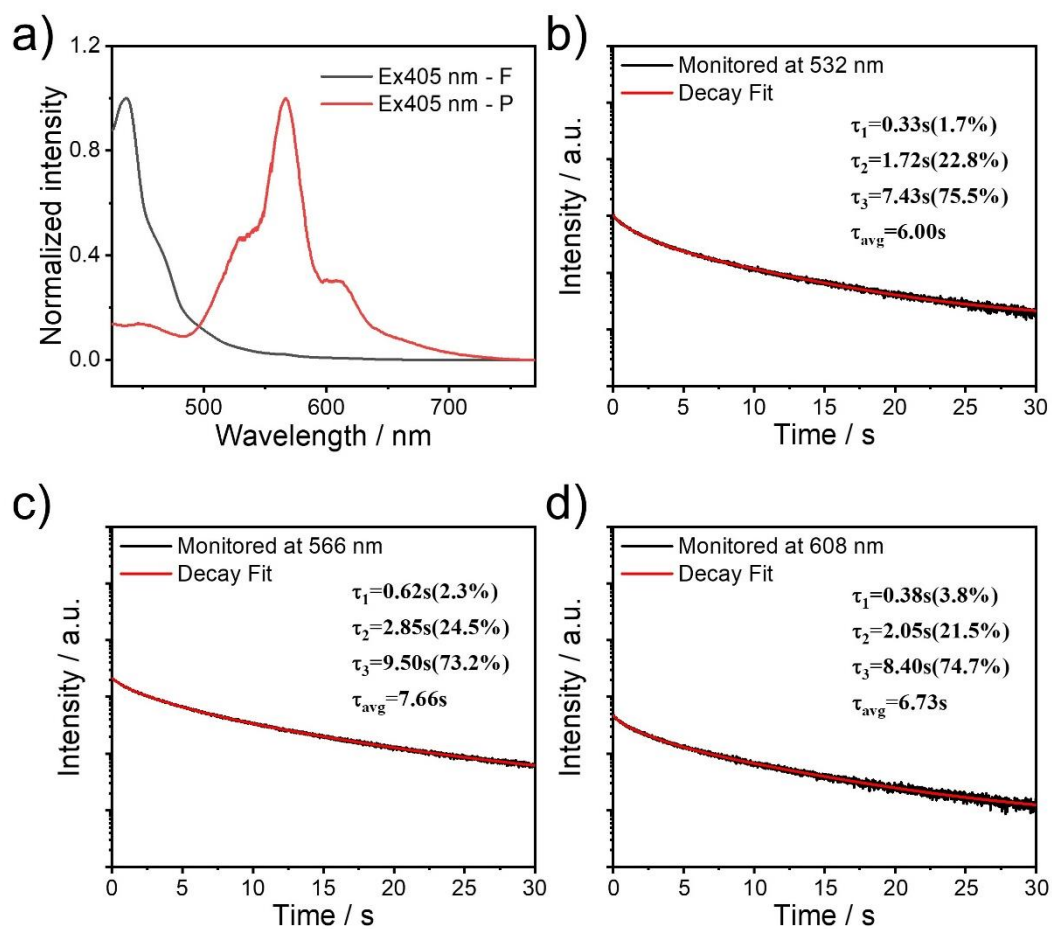 a)
1.2
0.8
0.4
0.0
Normalized intensity
Ex405 nm - F
Ex405 nm - P
500
600
700
Wavelength / nm
b)
Intensity / a.u.
Monitored at 532 nm
Decay Fit
τ₁=0.33s(1.7%)
τ₂=1.72s(22.8%)
τ₃=7.43s(75.5%)
τavg=6.00s
0 5 10 15 20 25 30
Time / s
c)
Intensity / a.u.
Monitored at 566 nm
Decay Fit
τ₁=0.62s(2.3%)
τ₂=2.85s(24.5%)
τ₃=9.50s(73.2%)
τavg=7.66s
0 5 10 15 20 25 30
Time / s
d)
Intensity / a.u.
Monitored at 608 nm
Decay Fit
τ₁=0.38s(3.8%)
τ₂=2.05s(21.5%)
τ₃=8.40s(74.7%)
τavg=6.73s
0 5 10 15 20 25 30
Time / s